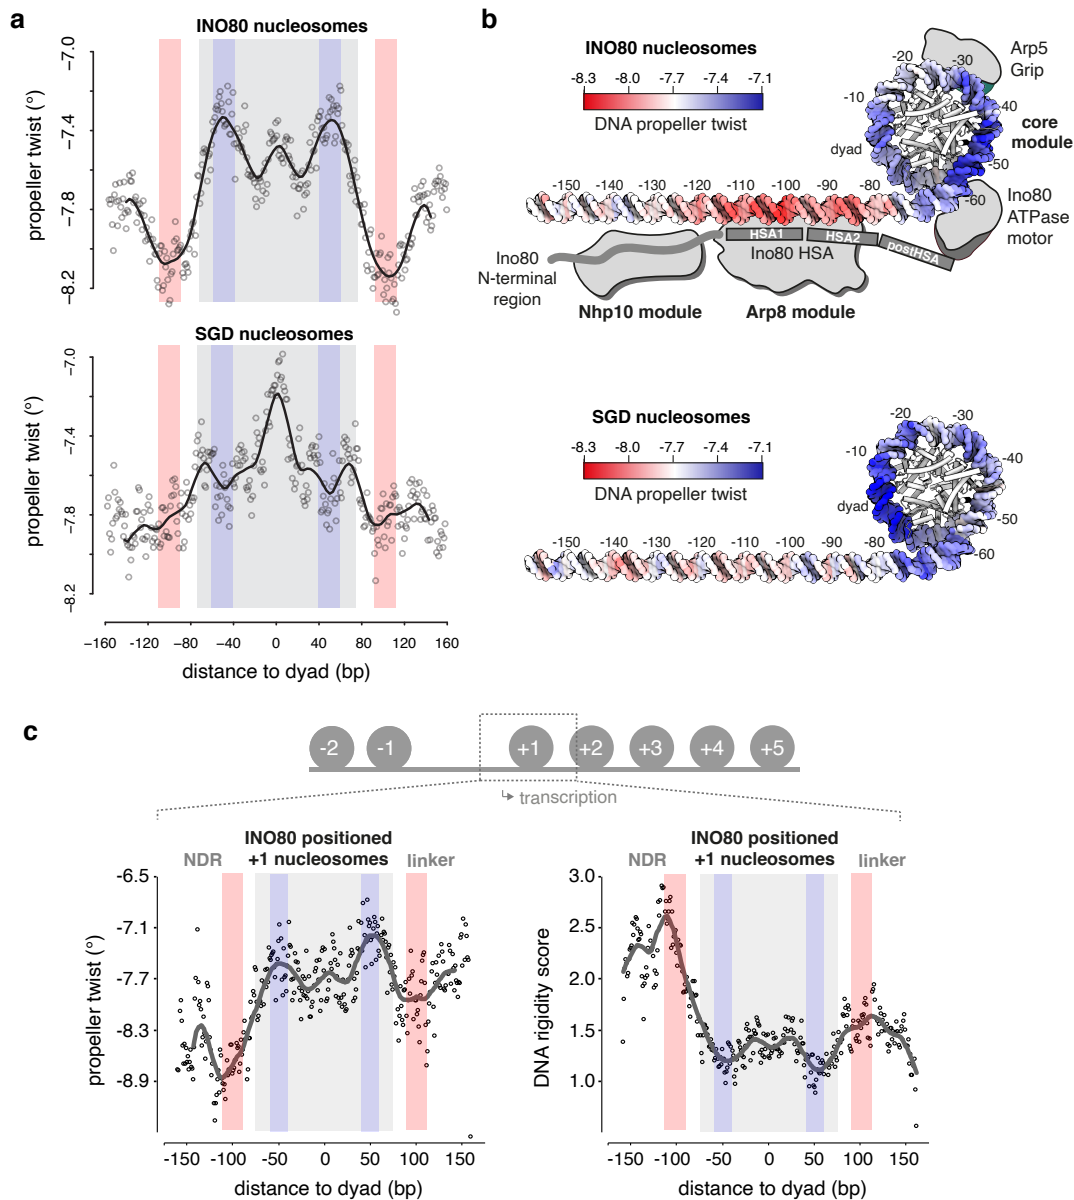 a
INO80 nucleosomes
−7.0
−7.4
−7.8
−8.2
propeller twist (°)
SGD nucleosomes
−7.0
−7.4
−7.8
−8.2
propeller twist (°)
−160 −120 −80 −40 0 40 80 120 160
distance to dyad (bp)
b
INO80 nucleosomes
-8.3 -8.0 -7.7 -7.4 -7.1
DNA propeller twist
Arp5
Grip
-20 -30
-10
40
core
module
dyad
-50
-60
Ino80
ATPase
motor
-150 -140 -130 -120 -110 -100 -90 -80
HSA1 HSA2 postHSA
Ino80 HSA
Ino80
N-terminal
region
Nhp10 module Arp8 module
SGD nucleosomes
-8.3 -8.0 -7.7 -7.4 -7.1
DNA propeller twist
-20 -30
-10
-40
dyad
-50
60
-150 -140 -130 -120 -110 -100 -90 -80
c
-2 -1 +1 +2 +3 +4 +5
transcription
INO80 positioned
+1 nucleosomes
NDR linker
-6.5
-7.1
-7.7
-8.3
-8.9
propeller twist (°)
-150 -100 -50 0 50 100 150
distance to dyad (bp)
INO80 positioned
+1 nucleosomes
NDR linker
3.0
2.5
2.0
1.5
1.0
DNA rigidity score
-150 -100 -50 0 50 100 150
distance to dyad (bp)